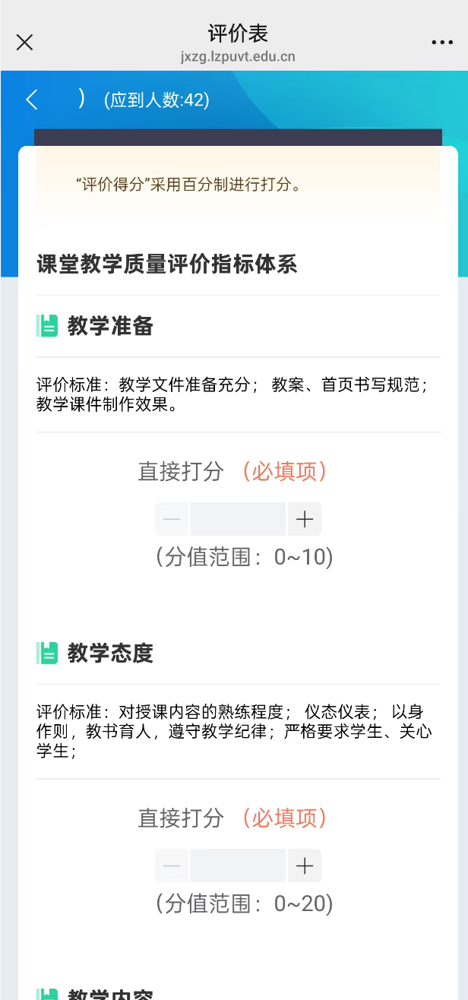 评价表
jxzg.lzpuvt.edu.cn
） (应到人数:42)
“评价得分”采用百分制进行打分。
课堂教学质量评价指标体系
教学准备
评价标准：教学文件准备充分； 教案、首页书写规范；
教学课件制作效果。
直接打分 （必填项）
(分值范围：0~10)
教学态度
评价标准：对授课内容的熟练程度； 仪态仪表； 以身
作则，教书育人，遵守教学纪律；严格要求学生、关心
学生；
直接打分 （必填项）
(分值范围：0~20)
教学内容